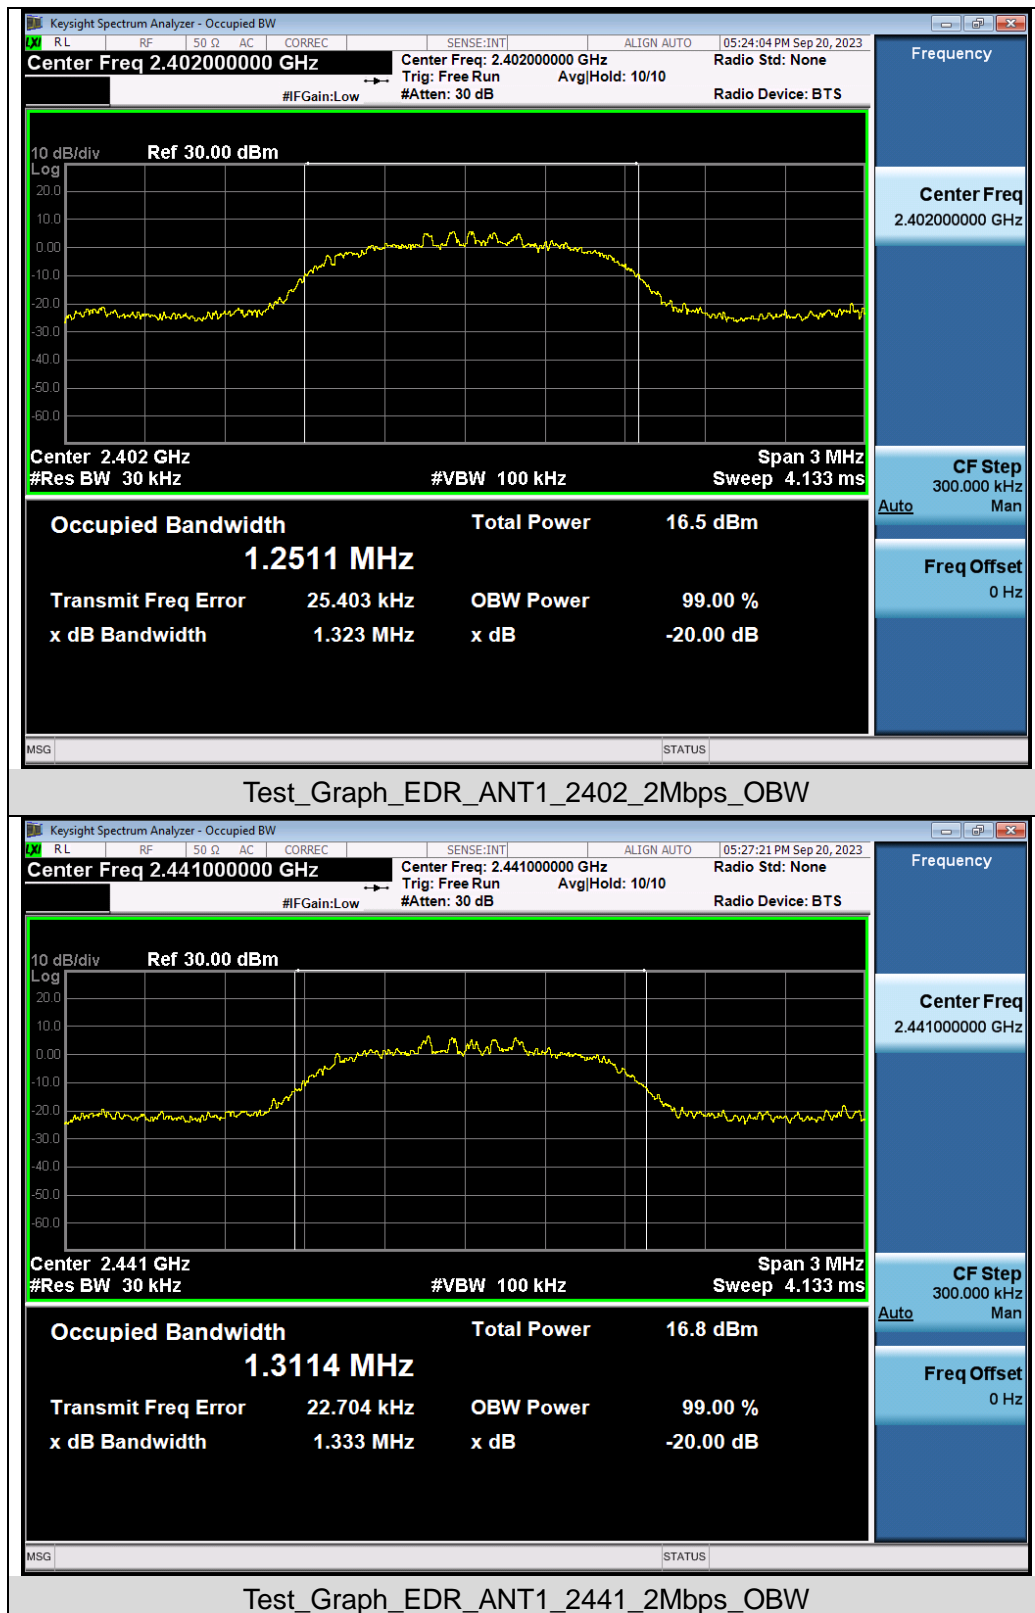 Keysight Spectrum Analyzer - Occupied BW
LXI RL RF 50 Ω AC CORREC SENSE:INT ALIGN AUTO 05:24:04 PM Sep 20, 2023
Center Freq 2.402000000 GHz
Center Freq: 2.402000000 GHz Radio Std: None
Trig: Free Run Avg|Hold: 10/10
#IFGain:Low #Atten: 30 dB Radio Device: BTS
Frequency
10 dB/div Ref 30.00 dBm
Log
20.0
10.0
0.00
-10.0
-20.0
-30.0
-40.0
-50.0
-60.0
Center 2.402 GHz Span 3 MHz
#Res BW 30 kHz #VBW 100 kHz Sweep 4.133 ms
Center Freq
2.402000000 GHz
CF Step
300.000 kHz
Auto Man
Freq Offset
0 Hz
Occupied Bandwidth Total Power 16.5 dBm
1.2511 MHz
Transmit Freq Error 25.403 kHz OBW Power 99.00 %
x dB Bandwidth 1.323 MHz x dB -20.00 dB
MSG STATUS
Test_Graph_EDR_ANT1_2402_2Mbps_OBW
Keysight Spectrum Analyzer - Occupied BW
LXI RL RF 50 Ω AC CORREC SENSE:INT ALIGN AUTO 05:27:21 PM Sep 20, 2023
Center Freq 2.441000000 GHz
Center Freq: 2.441000000 GHz Radio Std: None
Trig: Free Run Avg|Hold: 10/10
#IFGain:Low #Atten: 30 dB Radio Device: BTS
Frequency
10 dB/div Ref 30.00 dBm
Log
20.0
10.0
0.00
-10.0
-20.0
-30.0
-40.0
-50.0
-60.0
Center 2.441 GHz Span 3 MHz
#Res BW 30 kHz #VBW 100 kHz Sweep 4.133 ms
Center Freq
2.441000000 GHz
CF Step
300.000 kHz
Auto Man
Freq Offset
0 Hz
Occupied Bandwidth Total Power 16.8 dBm
1.3114 MHz
Transmit Freq Error 22.704 kHz OBW Power 99.00 %
x dB Bandwidth 1.333 MHz x dB -20.00 dB
MSG STATUS
Test_Graph_EDR_ANT1_2441_2Mbps_OBW